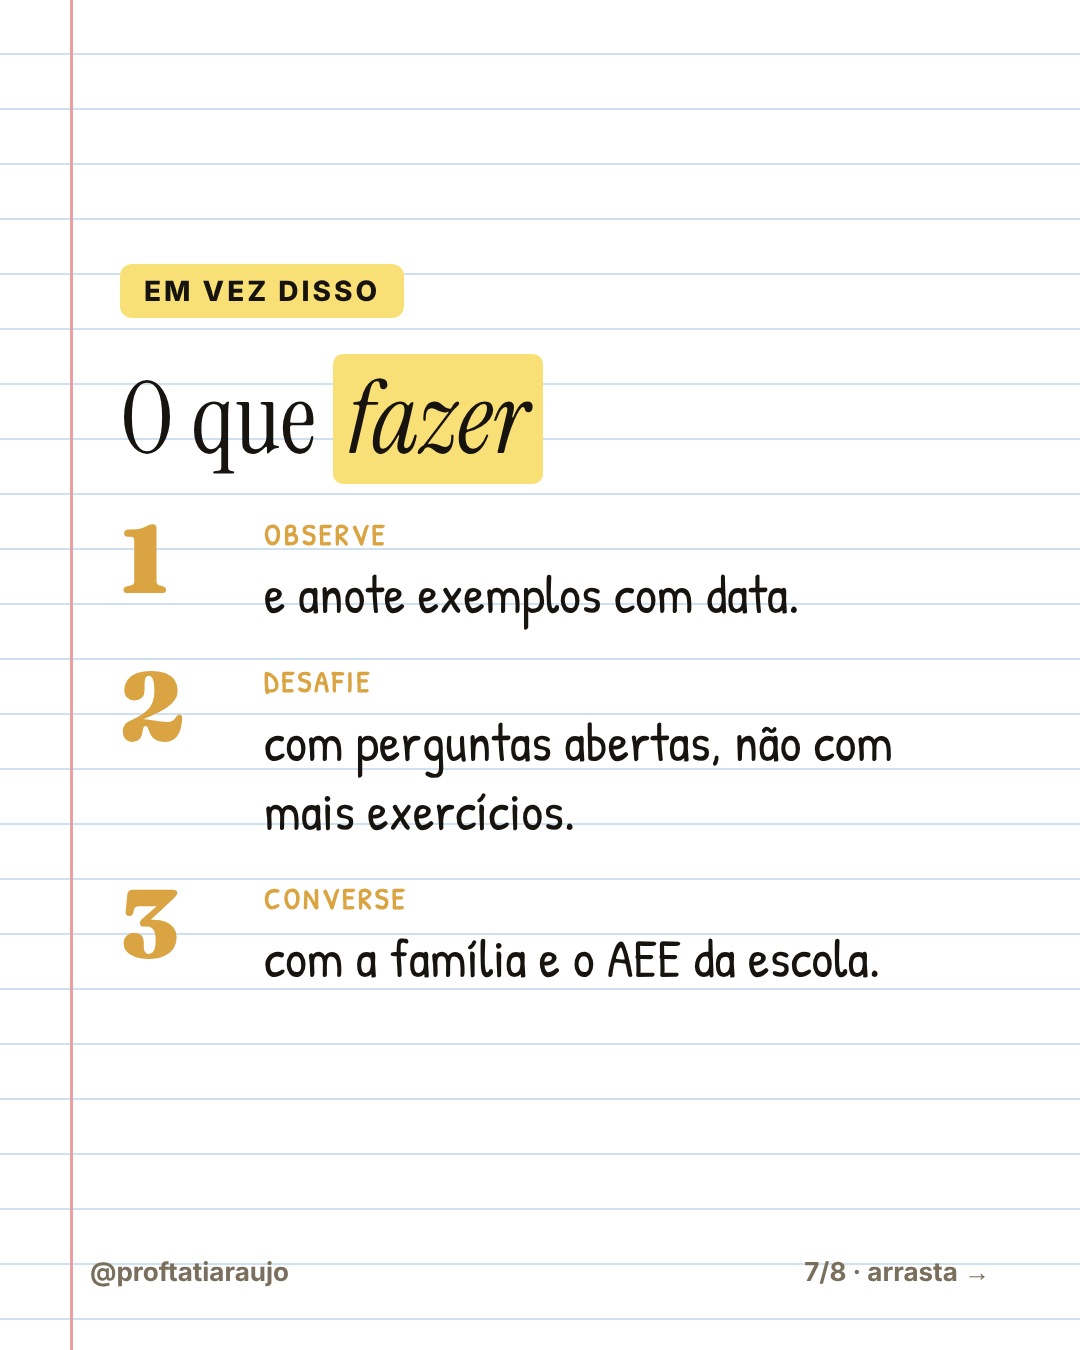 EM VEZ DISSO
O que fazer
1
OBSERVE
e anote exemplos com data.
2
DESAFIE
com perguntas abertas, não com
mais exercícios.
3
CONVERSE
com a família e o AEE da escola.
@proftatiaraujo
7/8 · arrasta →